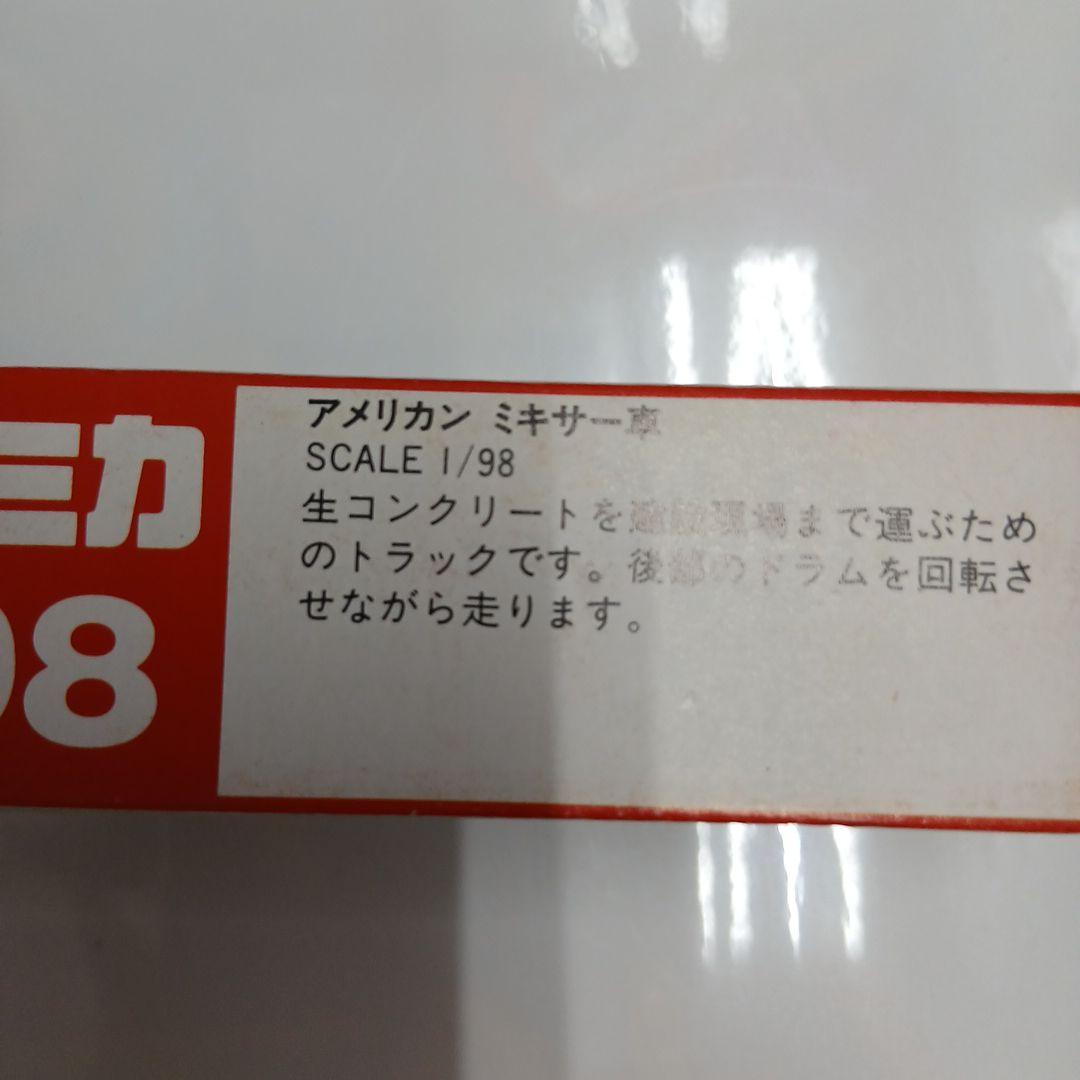 ミカ
98
アメリカン ミキサー車
SCALE 1/98
生コンクリートを建設現場まで運ぶため
のトラックです。後部のドラムを回転さ
せながら走ります。